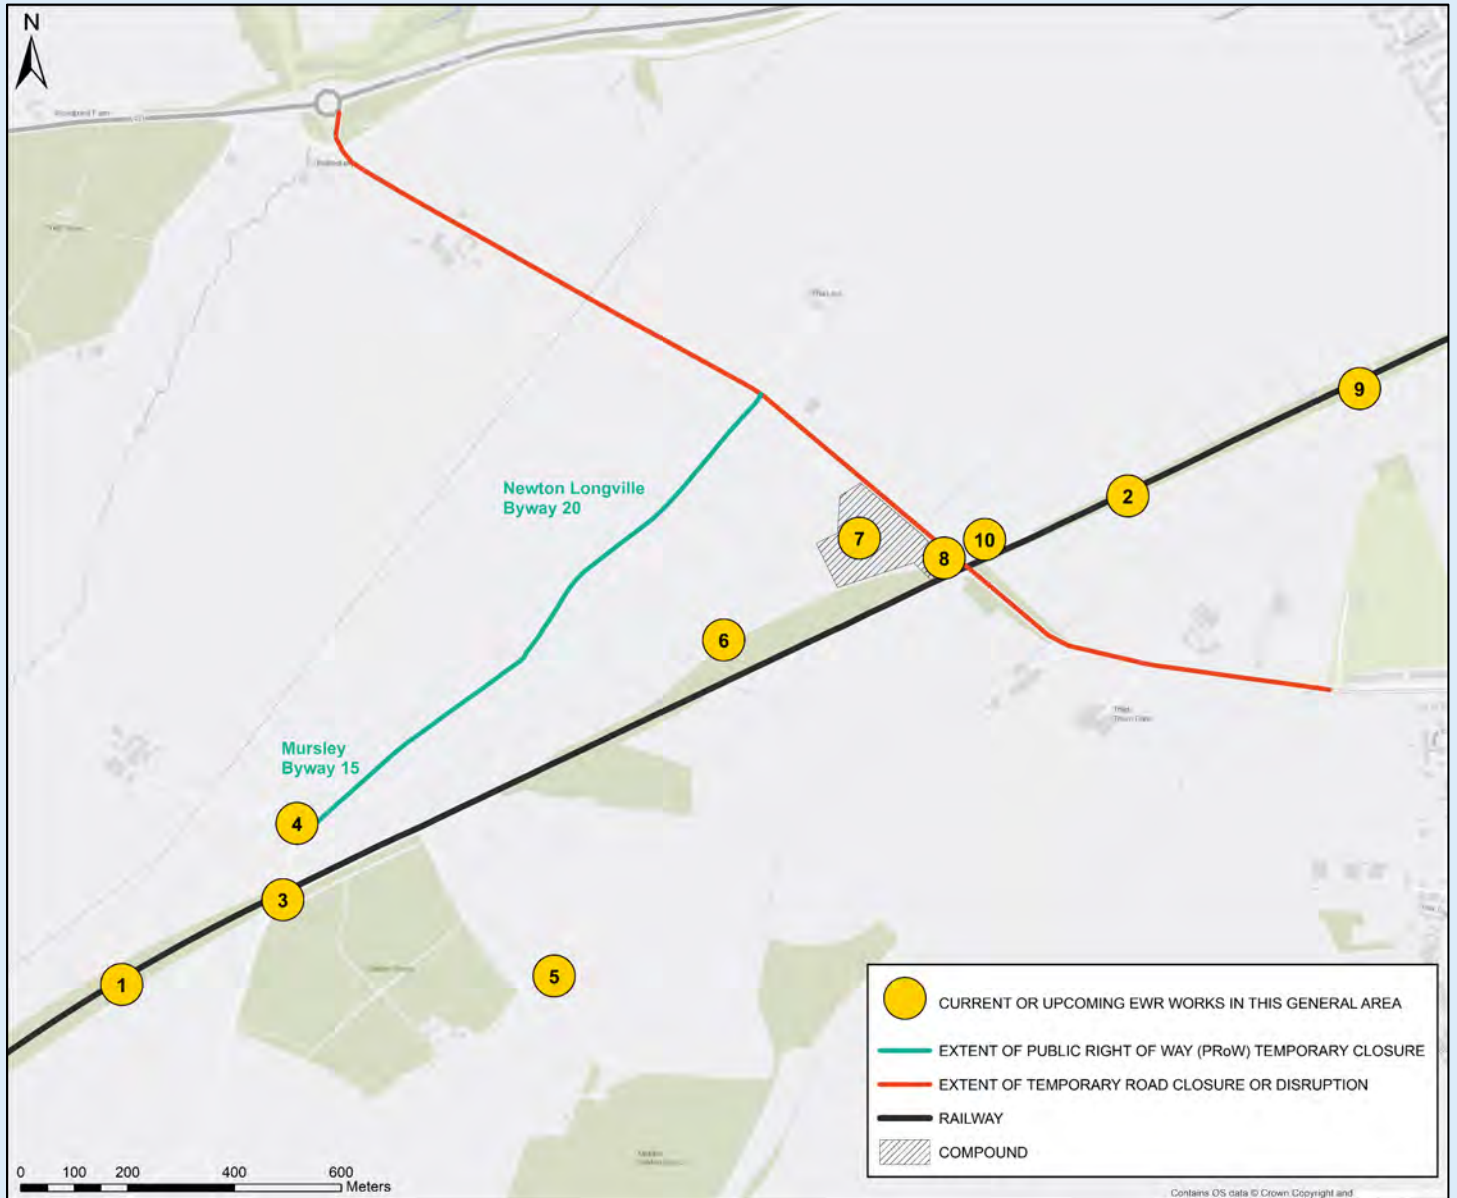 N
9
2
Newton Longville
Byway 20
7
10
8
6
Mursley
Byway 15
4
3
1
5
CURRENT OR UPCOMING EWR WORKS IN THIS GENERAL AREA
EXTENT OF PUBLIC RIGHT OF WAY (PRoW) TEMPORARY CLOSURE
EXTENT OF TEMPORARY ROAD CLOSURE OR DISRUPTION
RAILWAY
COMPOUND
0 100 200 400 600
Meters
Contains OS data © Crown Copyright and